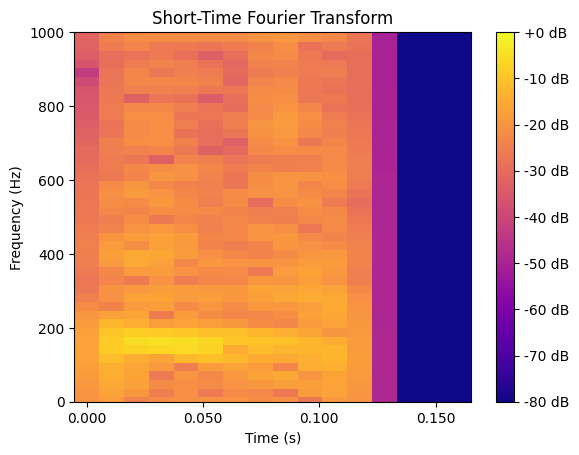 Short-Time Fourier Transform
1000
800
600
400
200
0
Frequency (Hz)
0.000
0.050
0.100
0.150
Time (s)
+0 dB
-10 dB
-20 dB
-30 dB
-40 dB
-50 dB
-60 dB
-70 dB
-80 dB